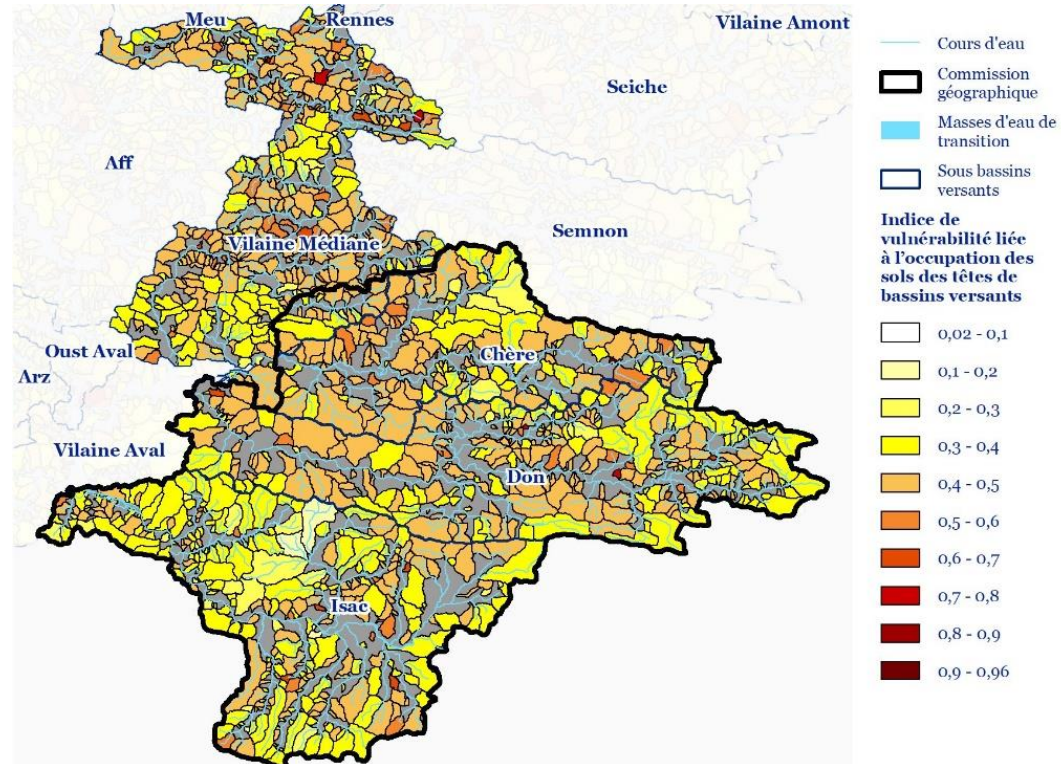 Meu
Rennes
Vilaine Amont
Seiche
Aff
Semnon
Vilaine Médiane
Oust Aval
Arz
Chère
Vilaine Aval
Don
Isac
Cours d'eau
Commission
géographique
Masses d'eau de
transition
Sous bassins
versants
Indice de
vulnérabilité liée
à l'occupation des
sols des têtes de
bassins versants
0,02 - 0,1
0,1 - 0,2
0,2 - 0,3
0,3 - 0,4
0,4 - 0,5
0,5 - 0,6
0,6 - 0,7
0,7 - 0,8
0,8 - 0,9
0,9 - 0,96